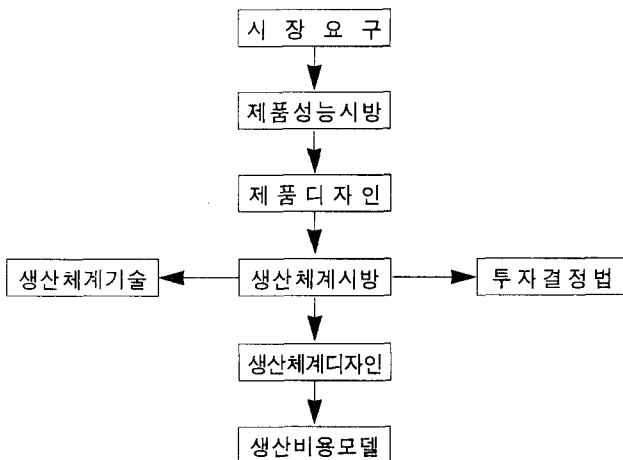 시 장 요 구
제품성능시방
제 품 디 자 인
생산체계기술
생산체계시방
투 자 결 정 법
생산체계디자인
생산비용모델